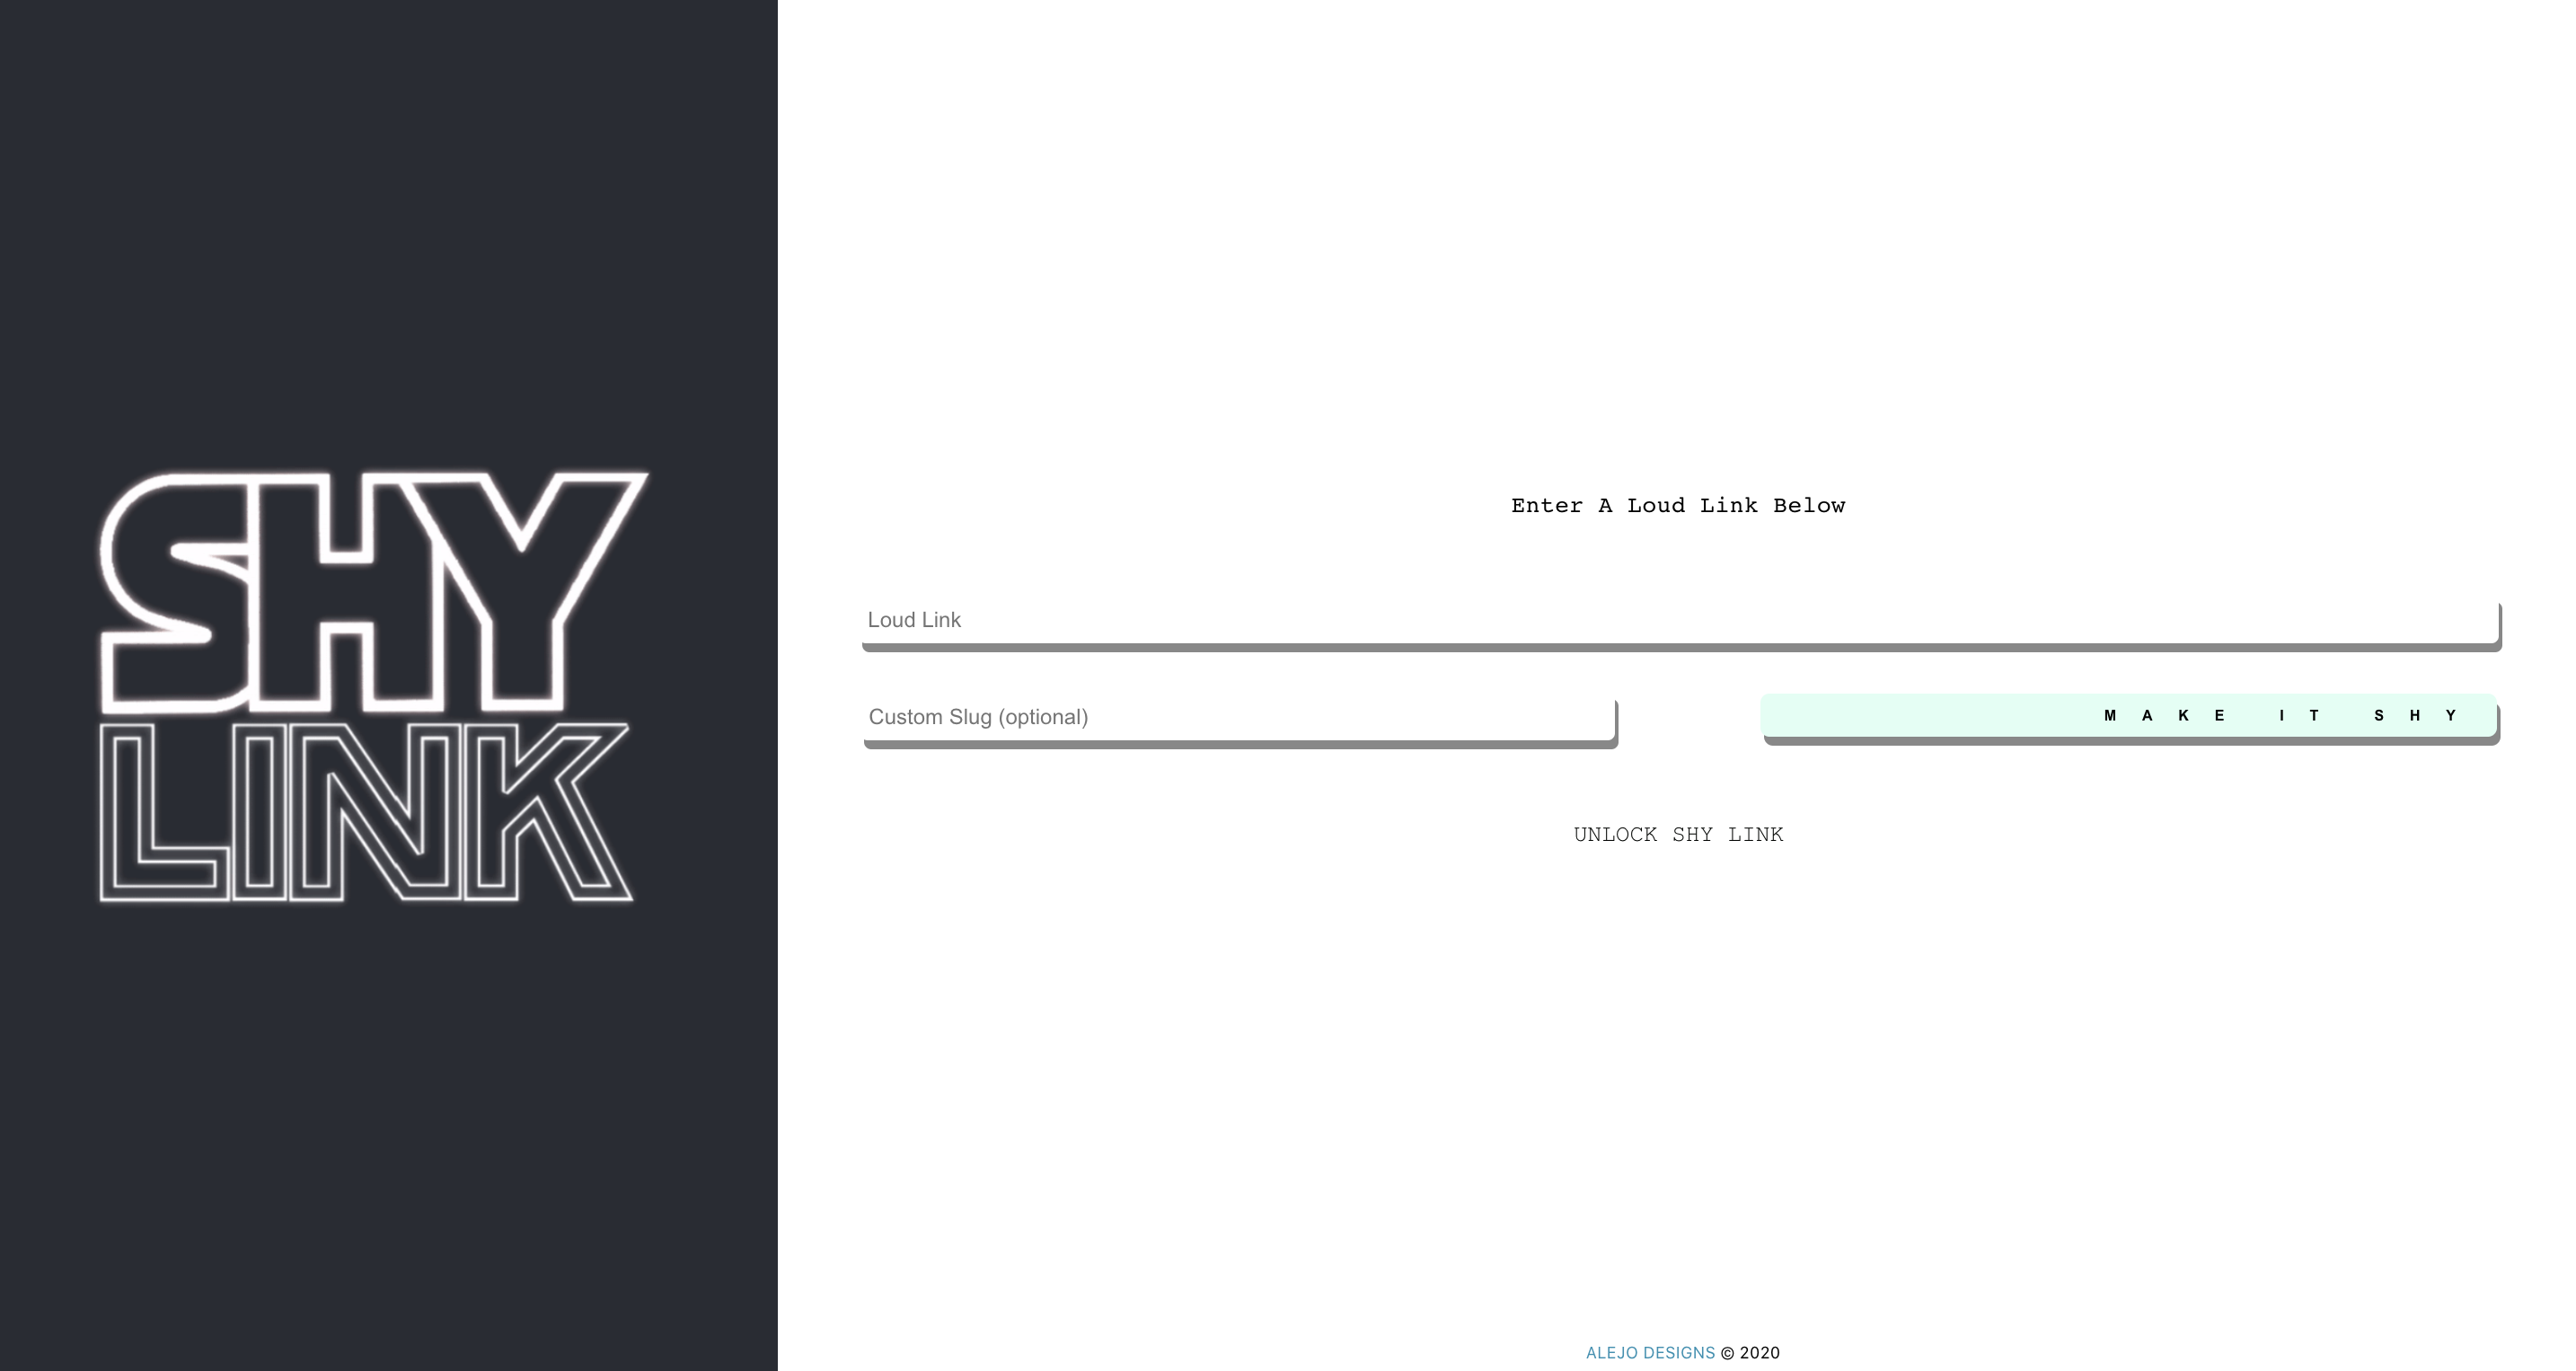 SHY
LINK
Enter A Loud Link Below
Loud Link
Custom Slug (optional)
MAKE IT SHY
UNLOCK SHY LINK
ALEJO DESIGNS © 2020